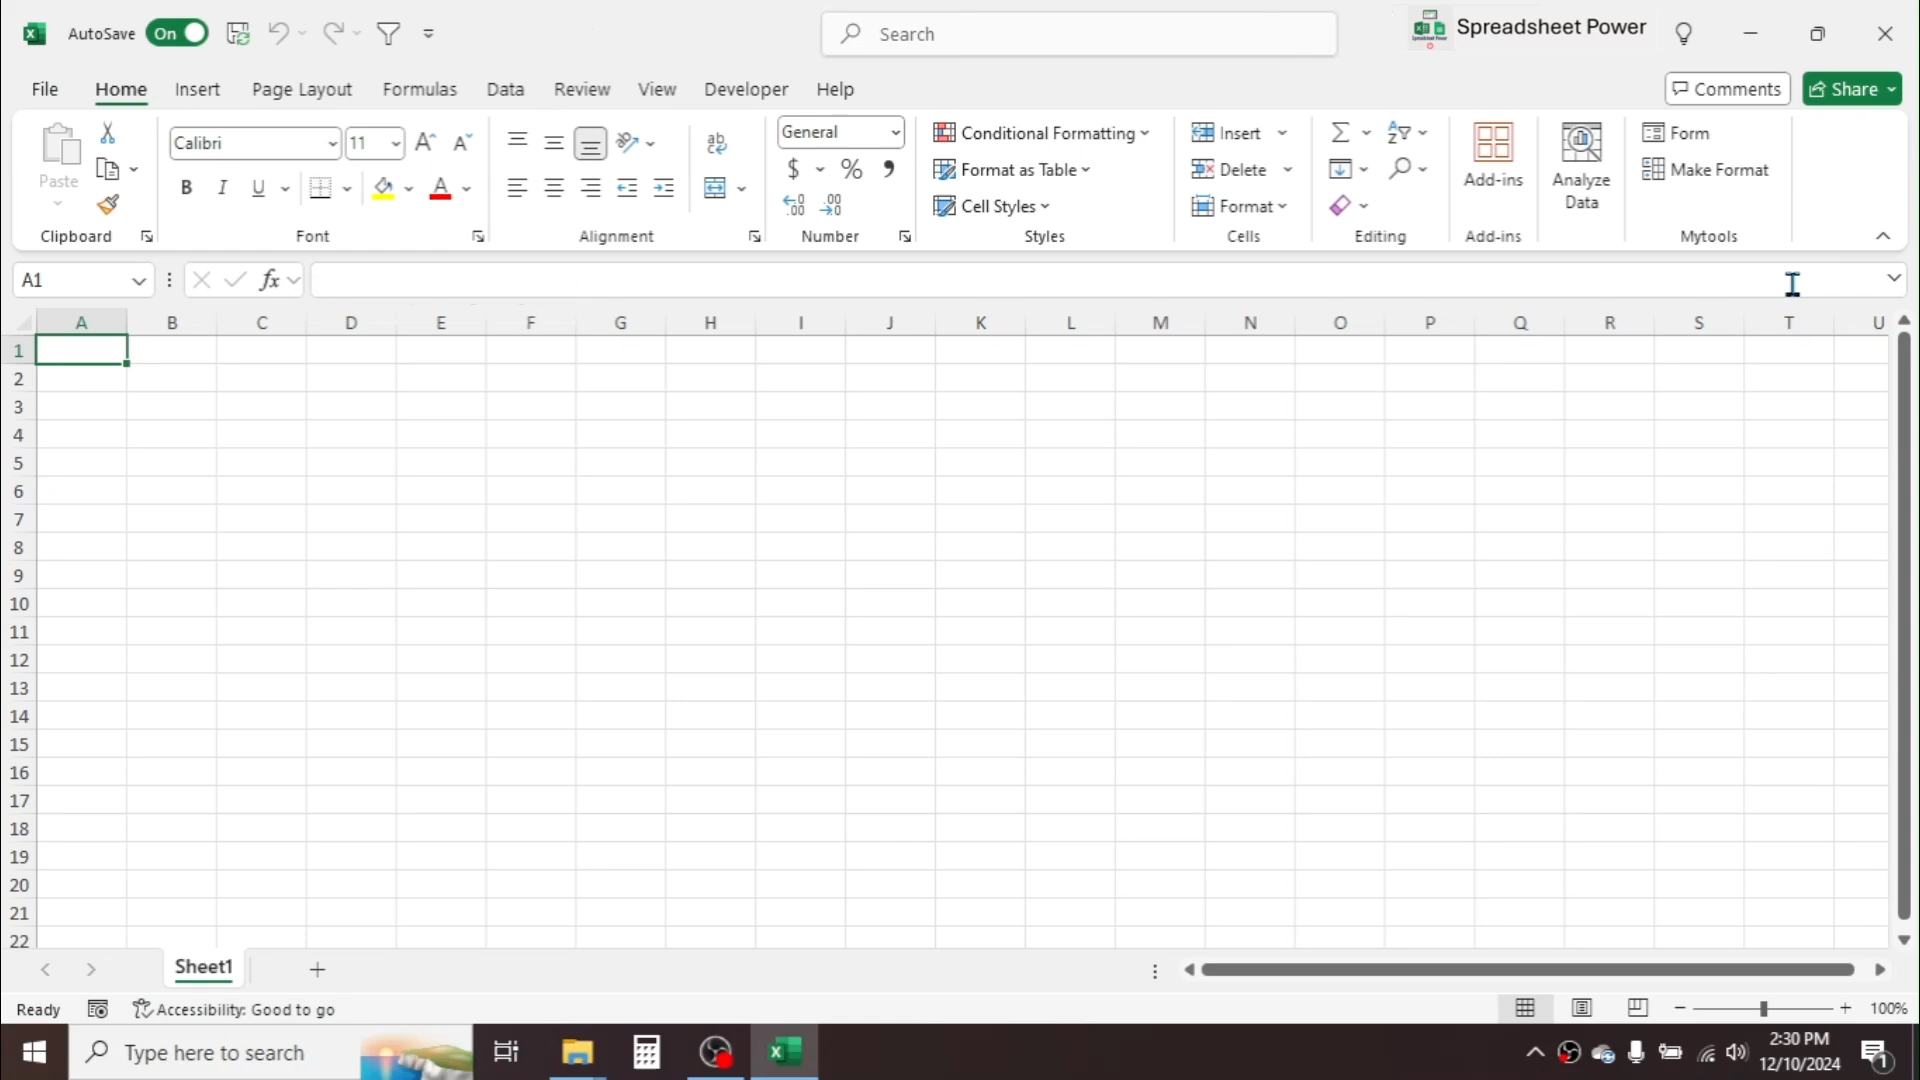 AutoSave On Search Spreadsheet Power
File Home Insert Page Layout Formulas Data Review View Developer Help Comments Share
Paste Calibri 11 General Conditional Formatting Insert Form
Format as Table Delete Add-ins Analyze Data Make Format
B I U A $ % Cell Styles Format
Clipboard Font Alignment Number Styles Cells Editing Add-ins Mytools
A1 fx
A B C D E F G H I J K L M N O P Q R S T U
1
2
3
4
5
6
7
8
9
10
11
12
13
14
15
16
17
18
19
20
21
22
Sheet1
Ready Accessibility: Good to go 100%
Type here to search 2:30 PM
12/10/2024 1